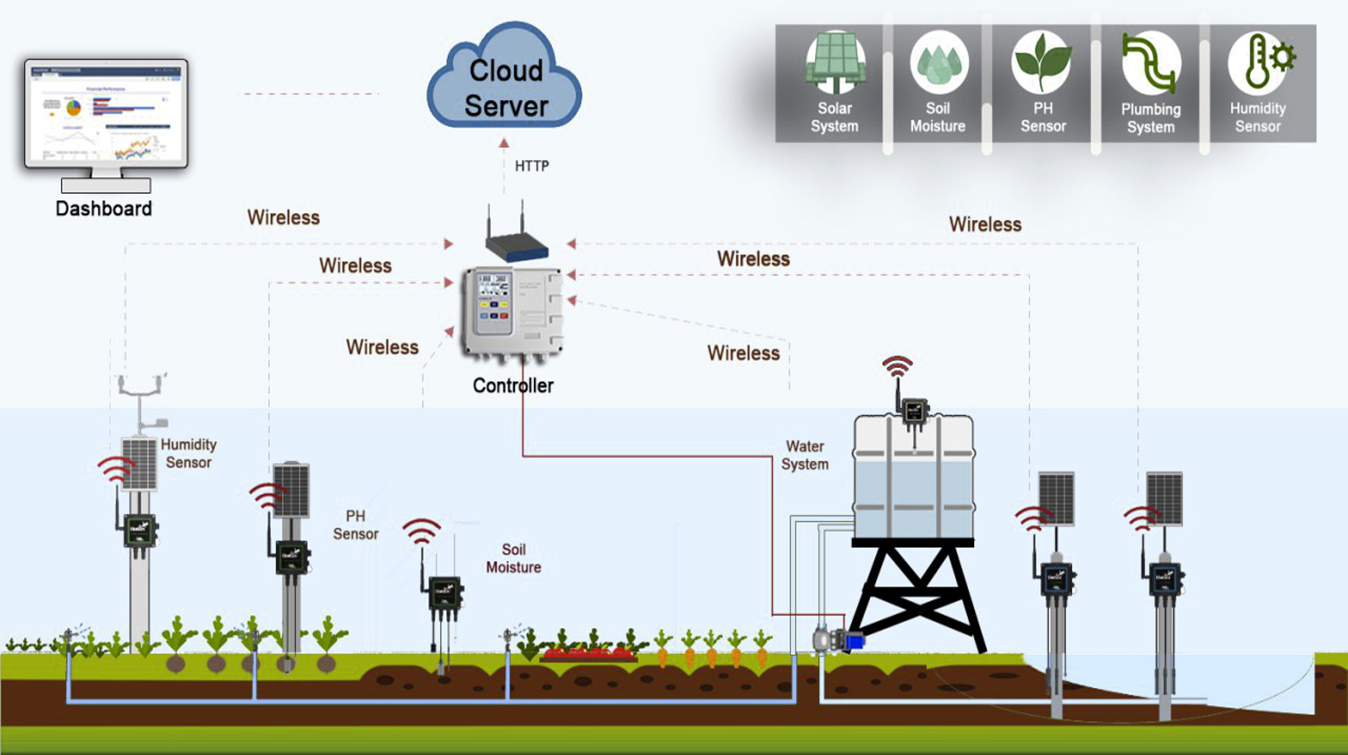 Cloud
Server
Solar
System
Soil
Moisture
PH
Sensor
Plumbing
System
Humidity
Sensor
Dashboard
HTTP
Wireless
Wireless
Wireless
Wireless
Wireless
Wireless
Controller
Humidity
Sensor
Water
System
PH
Sensor
Soil
Moisture